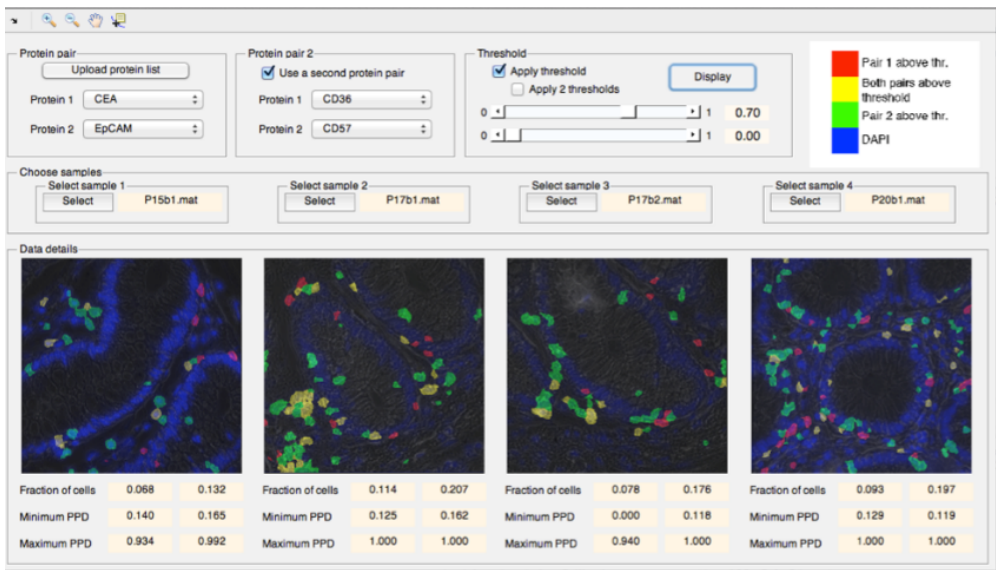 Protein pair Protein pair 2 Threshold
Upload protein list Use a second protein pair Apply threshold Display Pair 1 above thr.
Apply 2 thresholds Both pairs above
threshold
Protein 1 CEA Protein 1 CD36 0 1 0.70 Pair 2 above thr.
Protein 2 EpCAM Protein 2 CD57 0 1 0.00 DAPI
Choose samples
Select sample 1 Select sample 2 Select sample 3 Select sample 4
Select P15b1.mat Select P17b1.mat Select P17b2.mat Select P20b1.mat
Data details
Fraction of cells 0.068 0.132 Fraction of cells 0.114 0.207 Fraction of cells 0.078 0.176 Fraction of cells 0.093 0.197
Minimum PPD 0.140 0.165 Minimum PPD 0.125 0.162 Minimum PPD 0.000 0.118 Minimum PPD 0.129 0.119
Maximum PPD 0.934 0.992 Maximum PPD 1.000 1.000 Maximum PPD 0.940 1.000 Maximum PPD 1.000 1.000